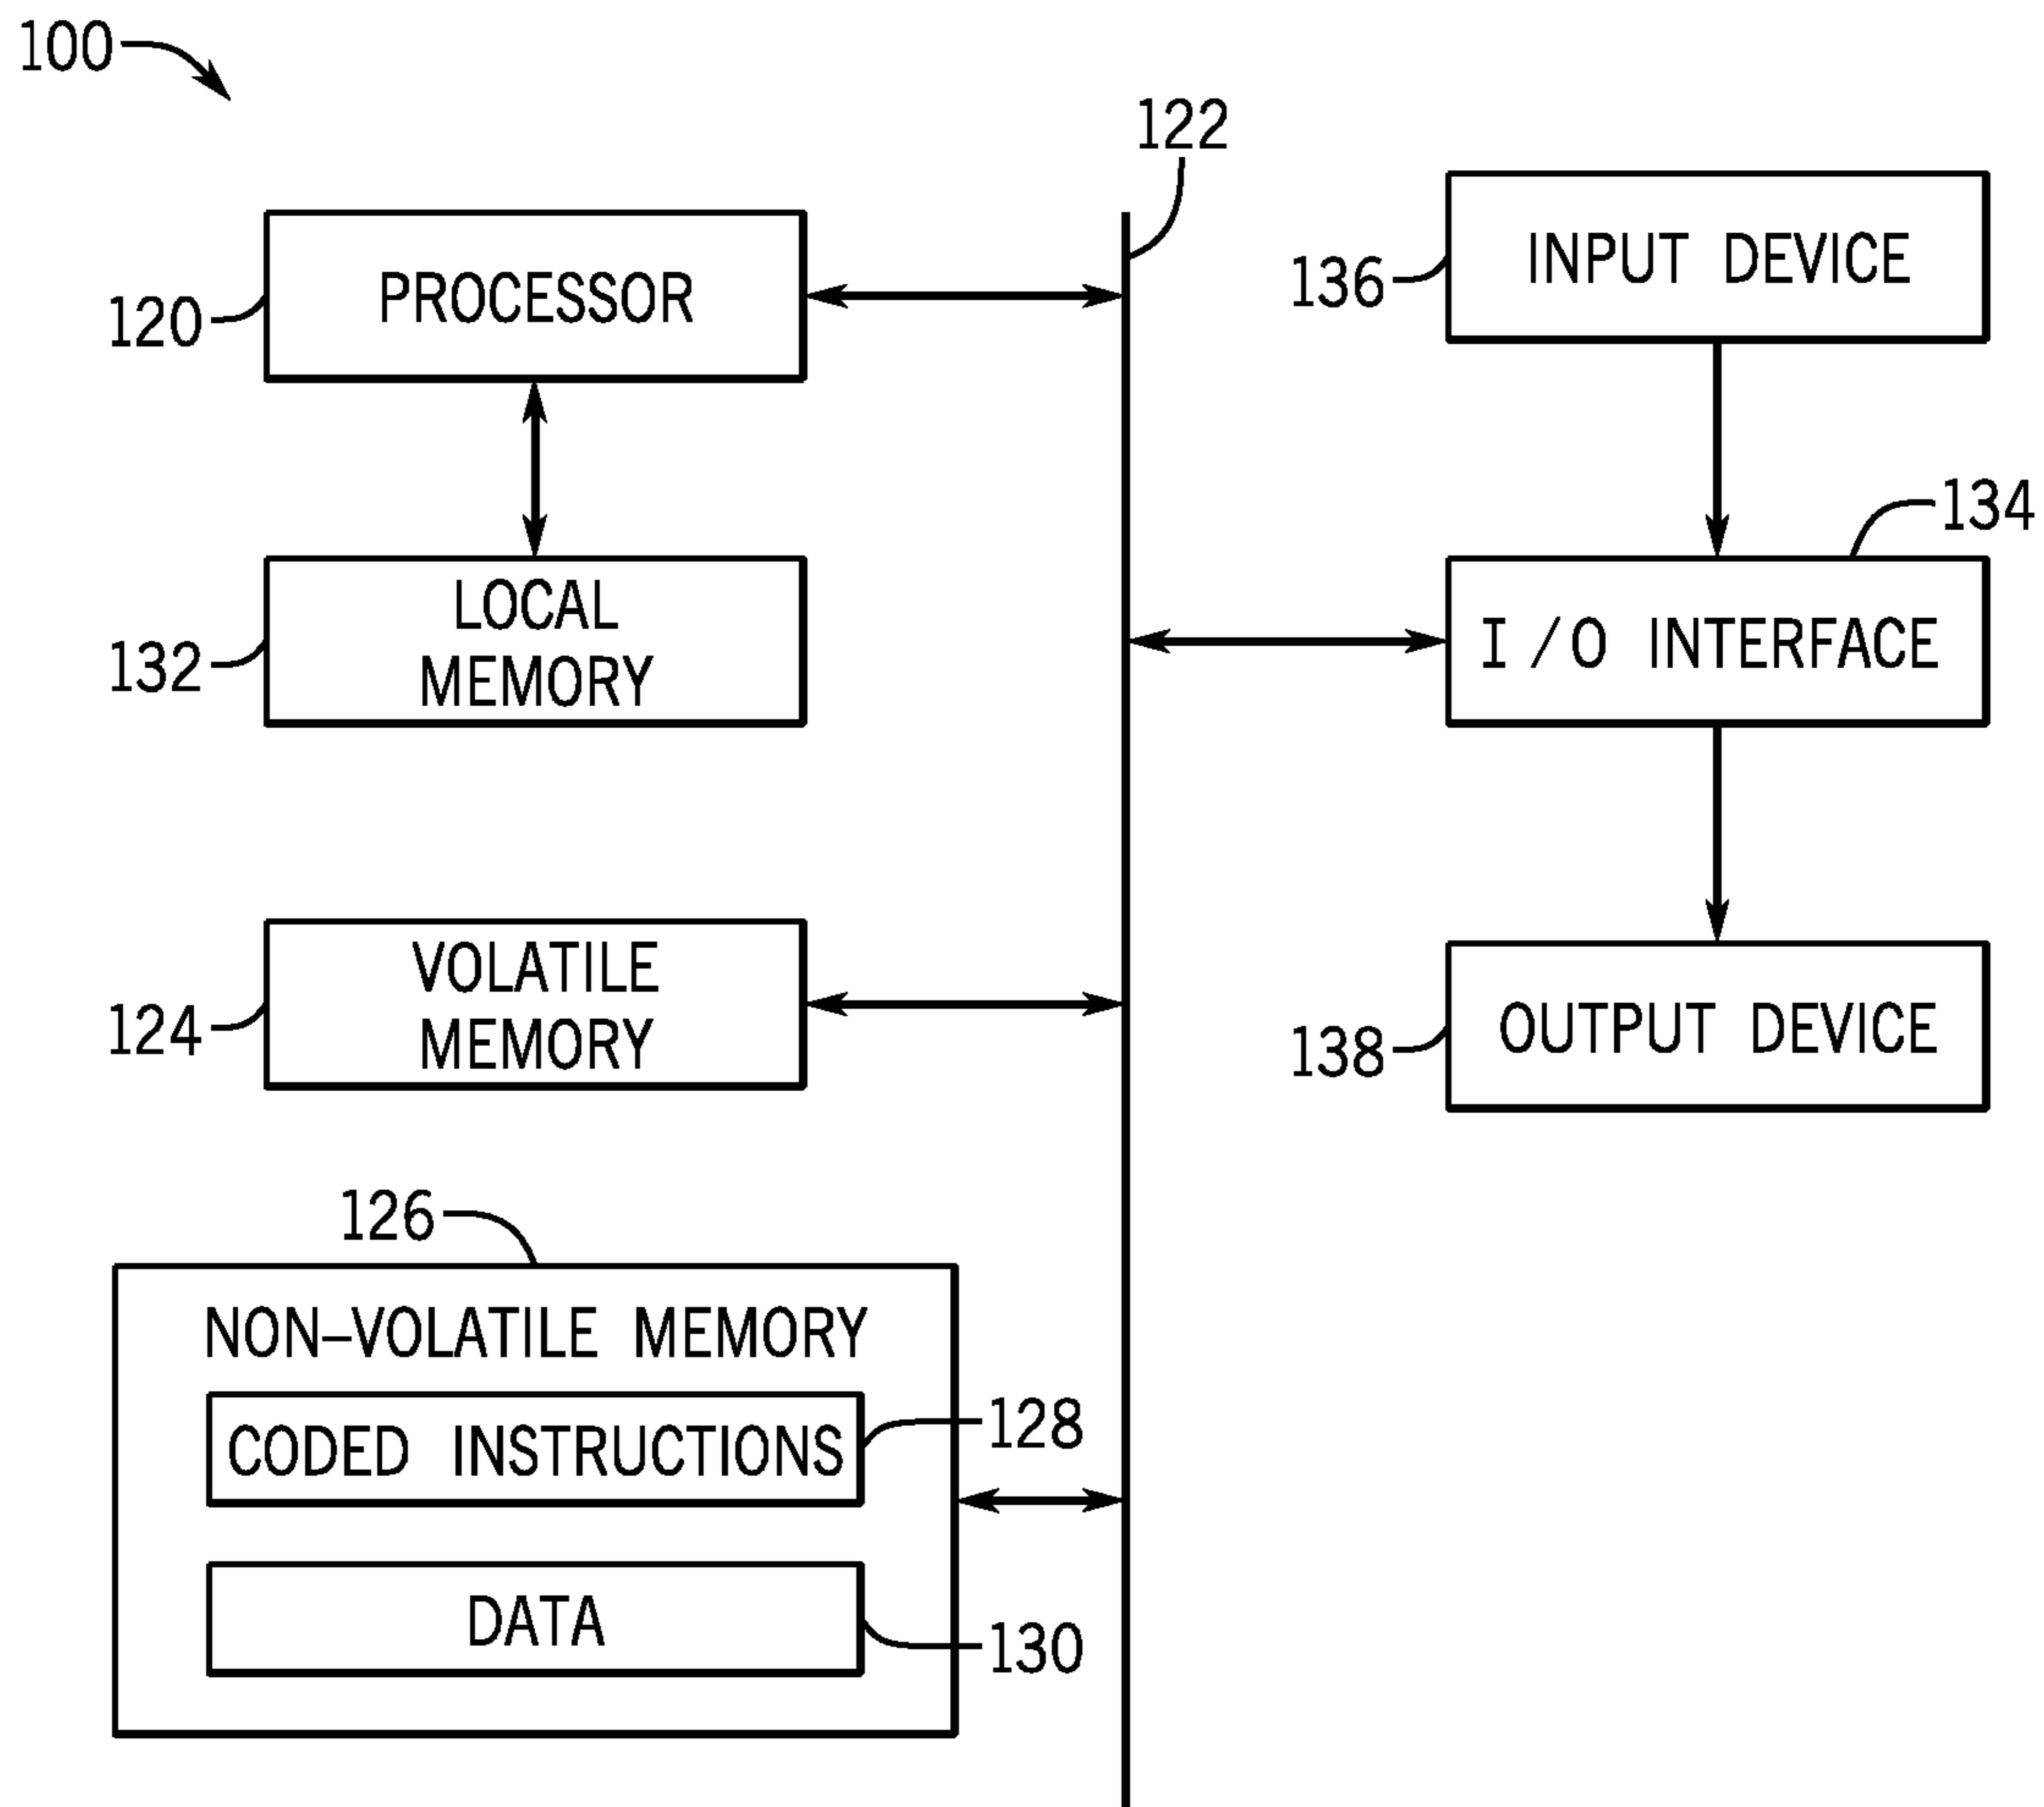 100
122
PROCESSOR
120
INPUT DEVICE
136
LOCAL
MEMORY
132
134
I/O INTERFACE
VOLATILE
MEMORY
124
OUTPUT DEVICE
138
126
NON-VOLATILE MEMORY
CODED INSTRUCTIONS
128
DATA
130